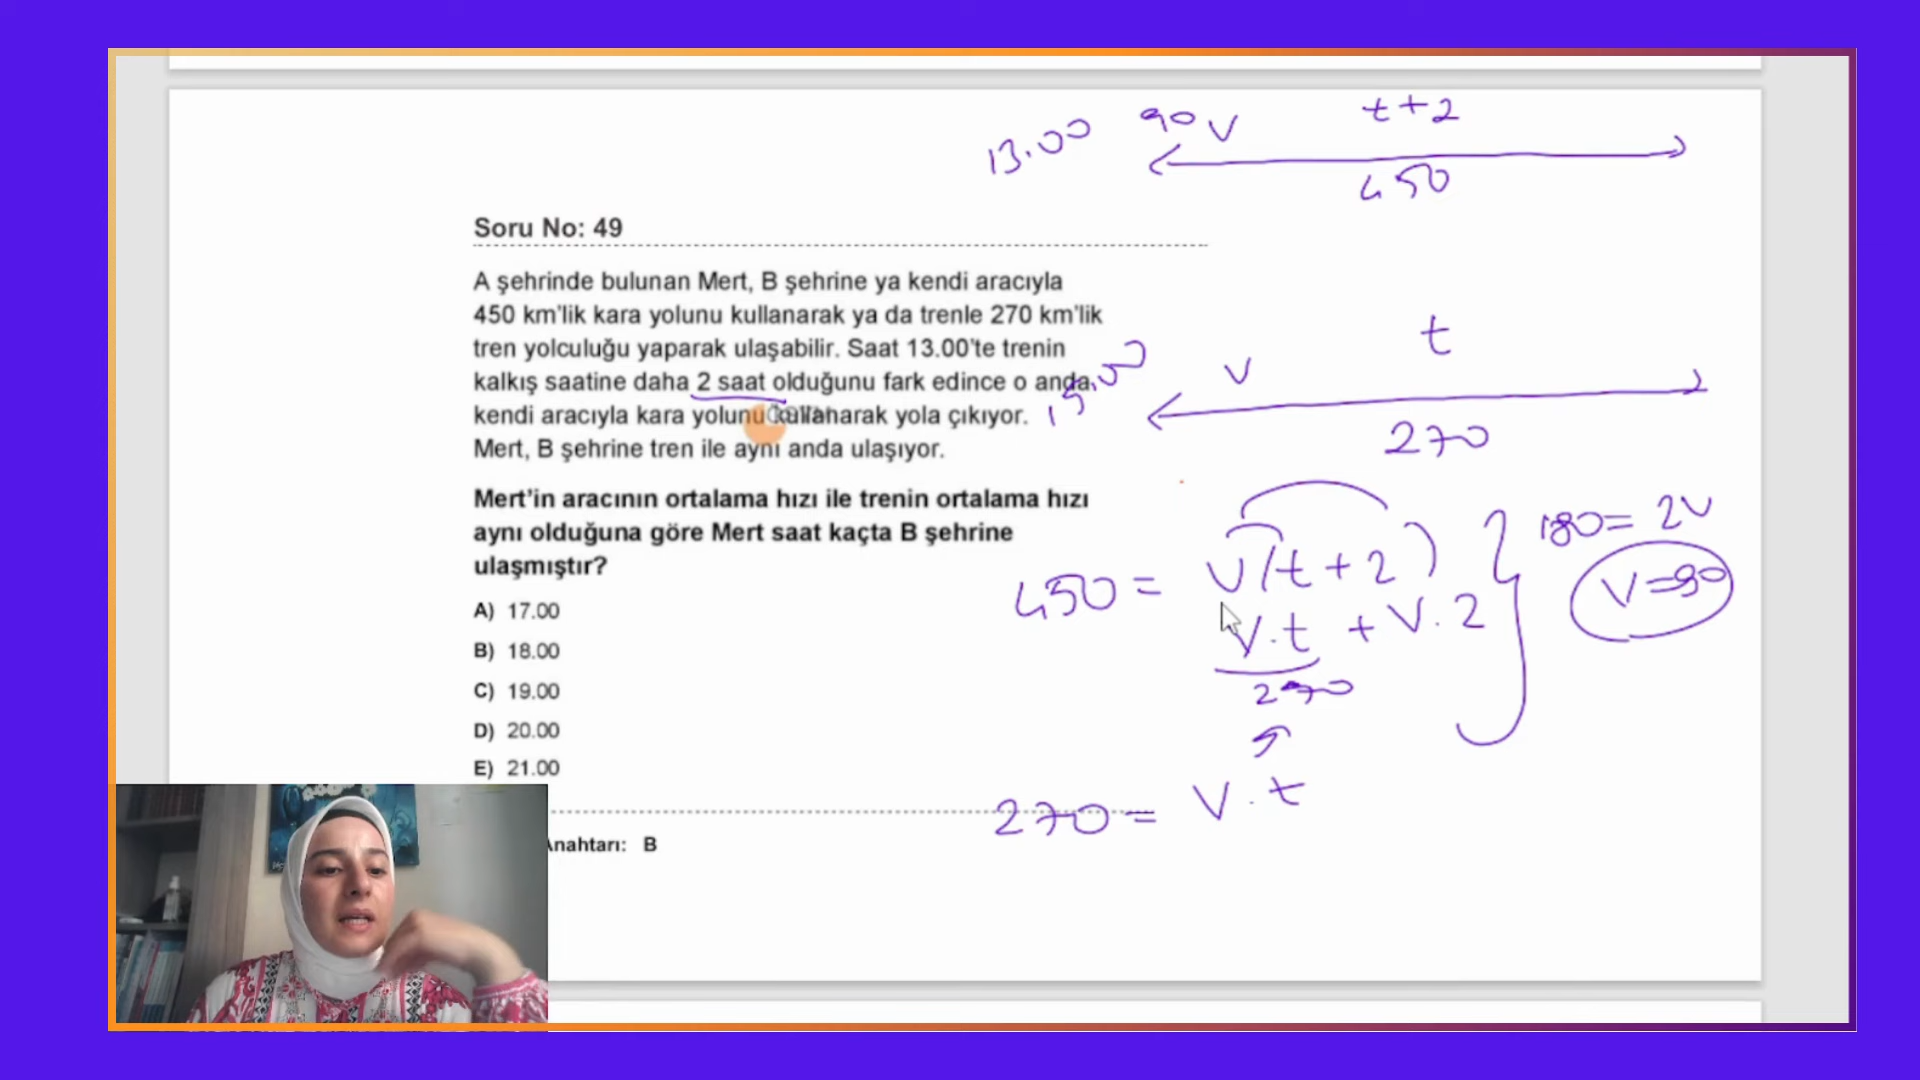 13.00 90 V t+2
450
Soru No: 49
A şehrinde bulunan Mert, B şehrine ya kendi aracıyla
450 km'lik kara yolunu kullanarak ya da trenle 270 km'lik
tren yolculuğu yaparak ulaşabilir. Saat 13.00'te trenin
kalkış saatine daha 2 saat olduğunu fark edince o anda
kendi aracıyla kara yolunu kullanarak yola çıkıyor.
Mert, B şehrine tren ile aynı anda ulaşıyor.
15.00 V t
270
Mert'in aracının ortalama hızı ile trenin ortalama hızı
aynı olduğuna göre Mert saat kaçta B şehrine
ulaşmıştır?
A) 17.00
B) 18.00
C) 19.00
D) 20.00
E) 21.00
450 = V(t+2)
V.t + V.2
270
270 = V.t
180 = 2V
V=90
Anahtarı: B